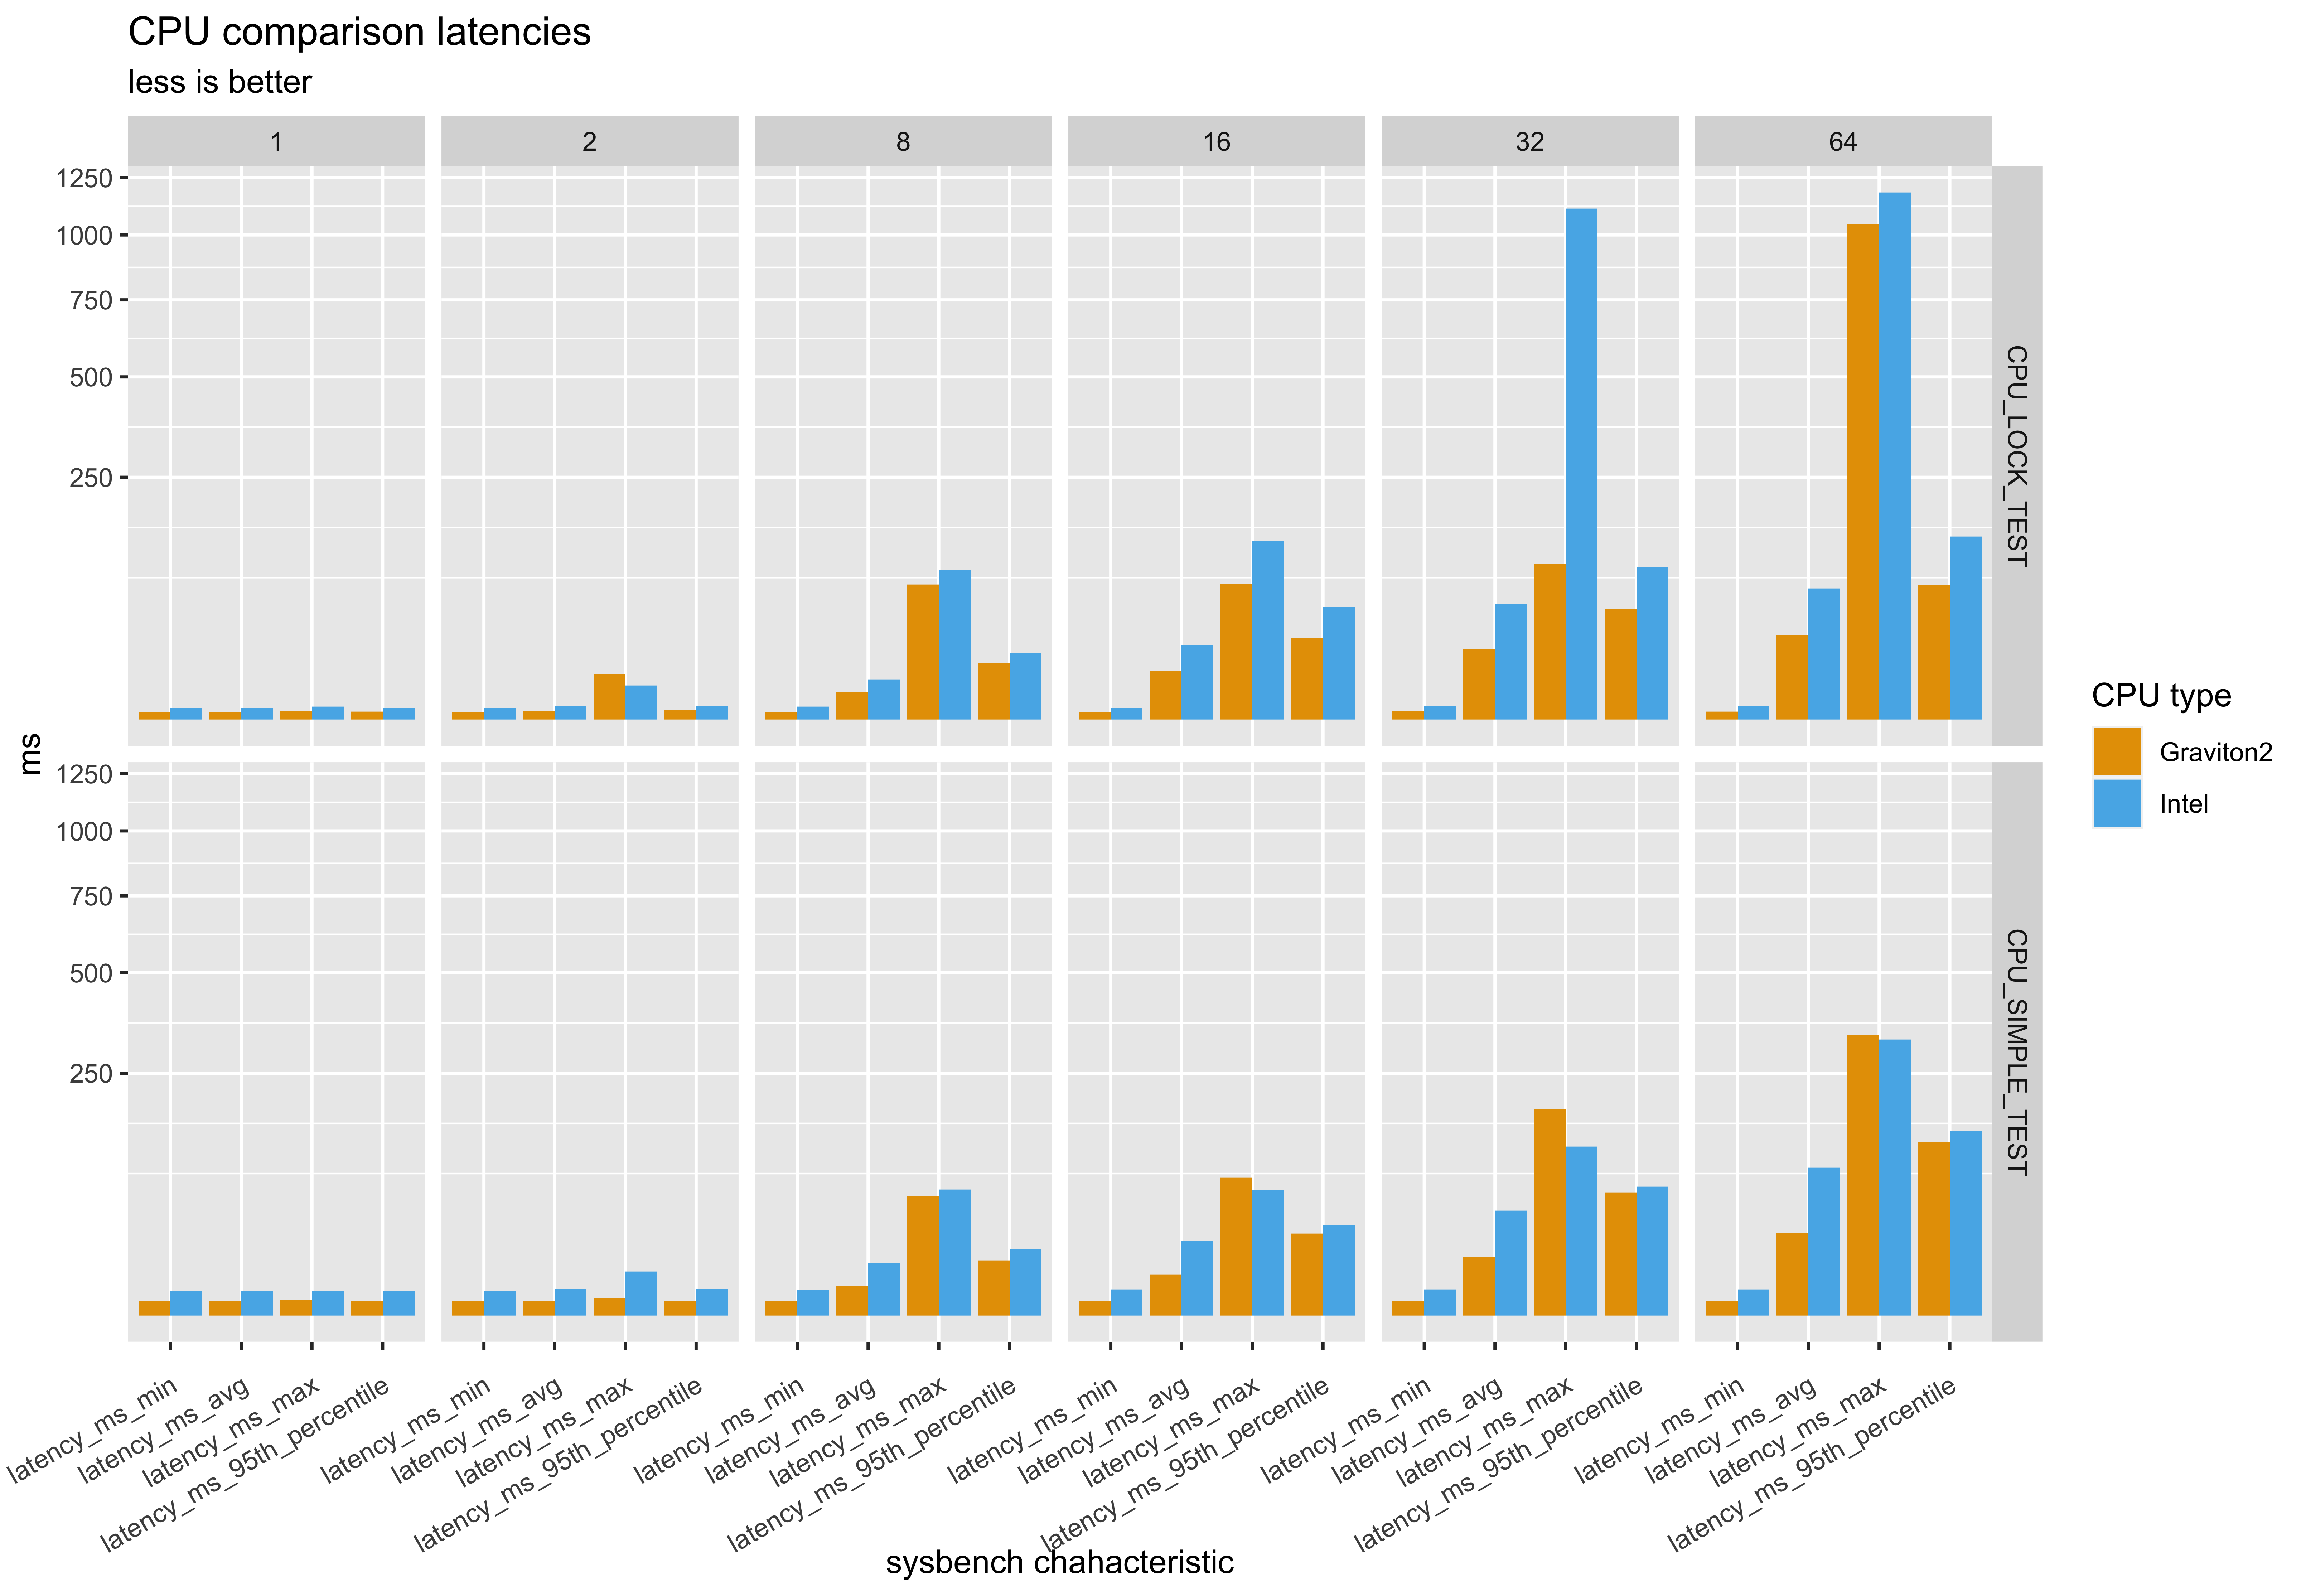 CPU comparison latencies
less is better
1 2 8 16 32 64
1250
1000
750
500
250
CPU_LOCK_TEST
1250
1000
750
500
250
CPU_SIMPLE_TEST
ms
latency_ms_min
latency_ms_avg
latency_ms_max
latency_ms_95th_percentile
latency_ms_min
latency_ms_avg
latency_ms_max
latency_ms_95th_percentile
latency_ms_min
latency_ms_avg
latency_ms_max
latency_ms_95th_percentile
latency_ms_min
latency_ms_avg
latency_ms_max
latency_ms_95th_percentile
latency_ms_min
latency_ms_avg
latency_ms_max
latency_ms_95th_percentile
latency_ms_min
latency_ms_avg
latency_ms_max
latency_ms_95th_percentile
sysbench chahacteristic
CPU type
Graviton2
Intel